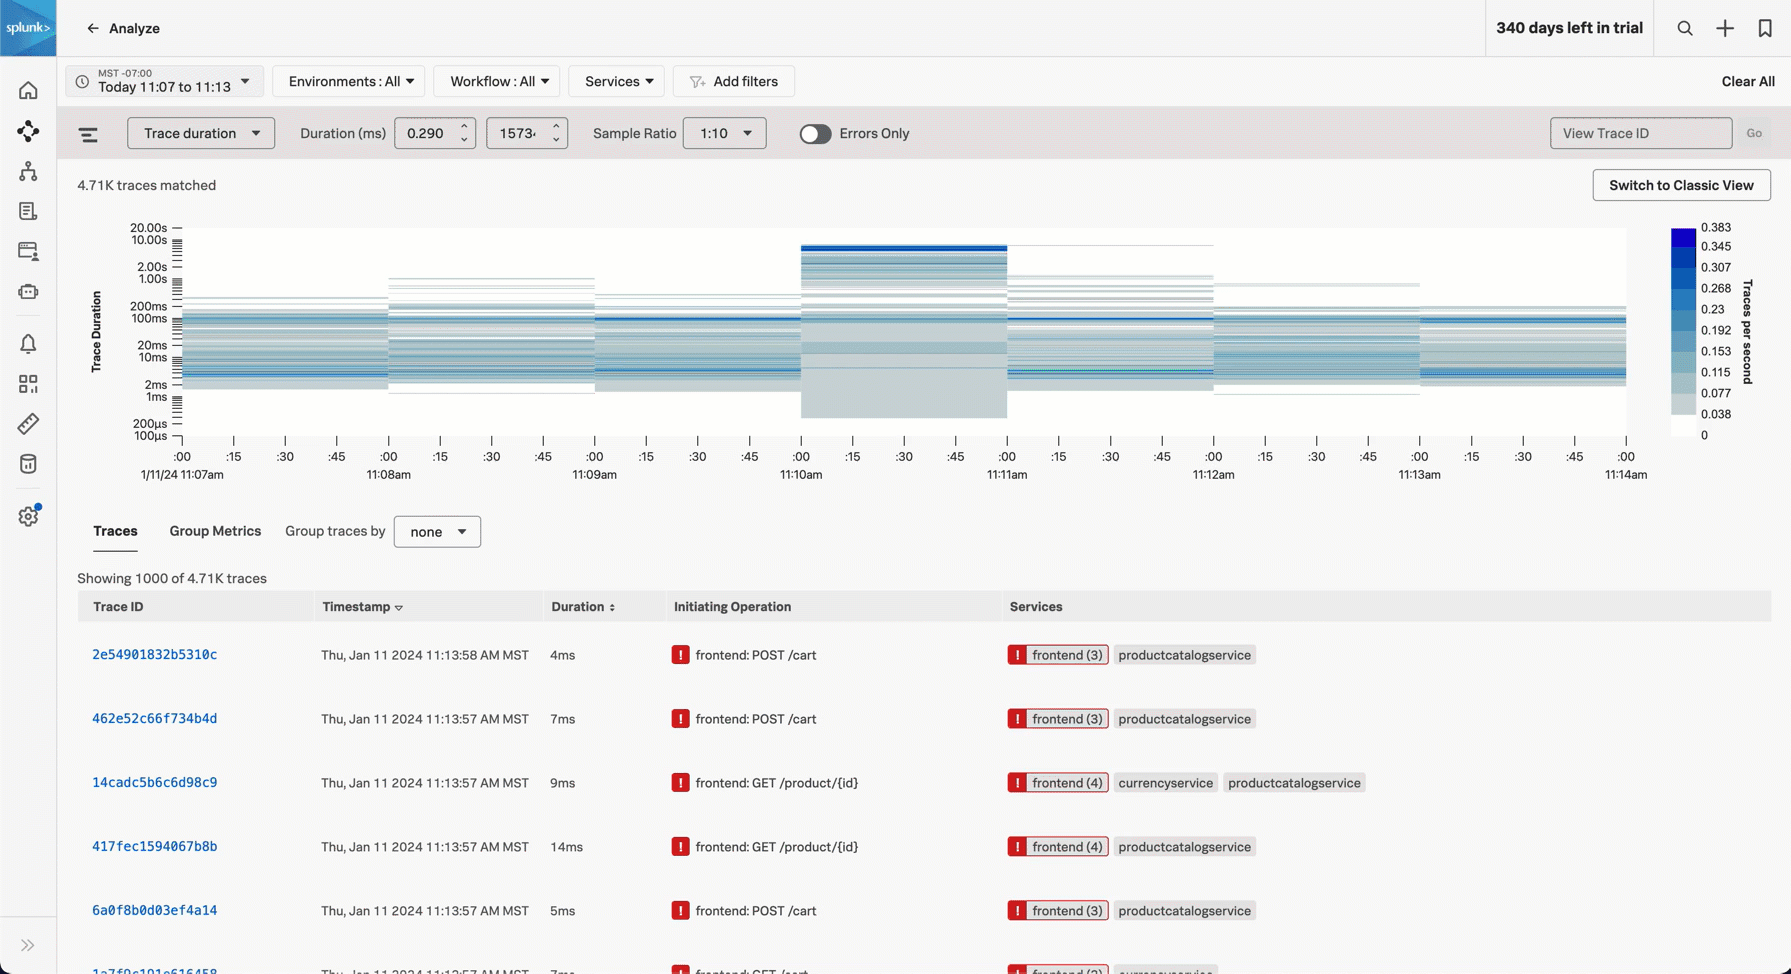 splunk>
Analyze
340 days left in trial
MST -07:00
Today 11:07 to 11:13
Environments : All
Workflow : All
Services
Add filters
Clear All
Trace duration
Duration (ms)
0.290
1573
Sample Ratio
1:10
Errors Only
View Trace ID
Go
4.71K traces matched
Switch to Classic View
Trace Duration
20.00s
10.00s
2.00s
1.00s
200ms
100ms
20ms
10ms
2ms
1ms
200µs
100µs
:00 :15 :30 :45 :00 :15 :30 :45 :00 :15 :30 :45 :00 :15 :30 :45 :00 :15 :30 :45 :00 :15 :30 :45 :00 :15 :30 :45 :00
1/11/24 11:07am 11:08am 11:09am 11:10am 11:11am 11:12am 11:13am 11:14am
0.383
0.345
0.307
0.268
0.23
0.192
0.153
0.115
0.077
0.038
0
Traces per second
Traces
Group Metrics
Group traces by
none
Showing 1000 of 4.71K traces
Trace ID Timestamp Duration Initiating Operation Services
2e54901832b5310c Thu, Jan 11 2024 11:13:58 AM MST 4ms ! frontend: POST /cart ! frontend (3) productcatalogservice
462e52c66f734b4d Thu, Jan 11 2024 11:13:57 AM MST 7ms ! frontend: POST /cart ! frontend (3) productcatalogservice
14cadc5b6c6d98c9 Thu, Jan 11 2024 11:13:57 AM MST 9ms ! frontend: GET /product/{id} ! frontend (4) currencyservice productcatalogservice
417fec1594067b8b Thu, Jan 11 2024 11:13:57 AM MST 14ms ! frontend: GET /product/{id} ! frontend (4) productcatalogservice
6a0f8b0d03ef4a14 Thu, Jan 11 2024 11:13:57 AM MST 5ms ! frontend: POST /cart ! frontend (3) productcatalogservice